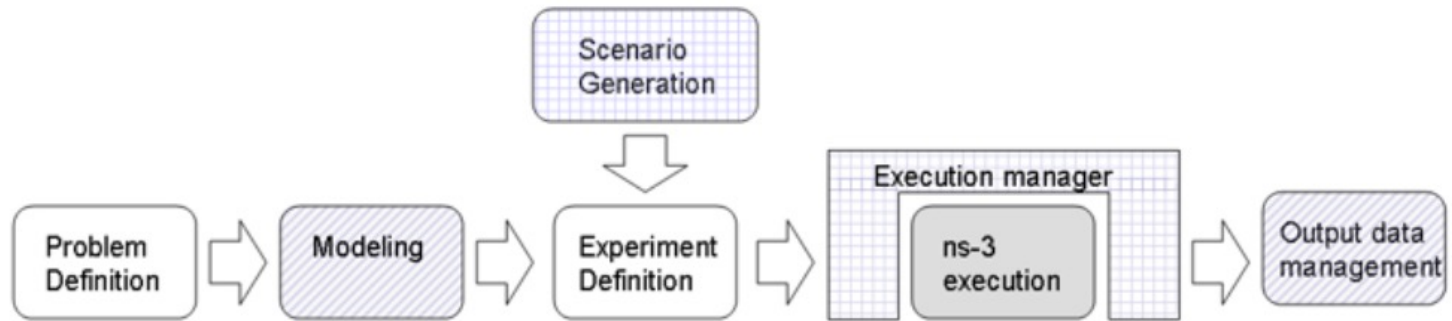 Scenario
Generation
Execution manager
Problem
Definition
Modeling
Experiment
Definition
ns-3
execution
Output data
management